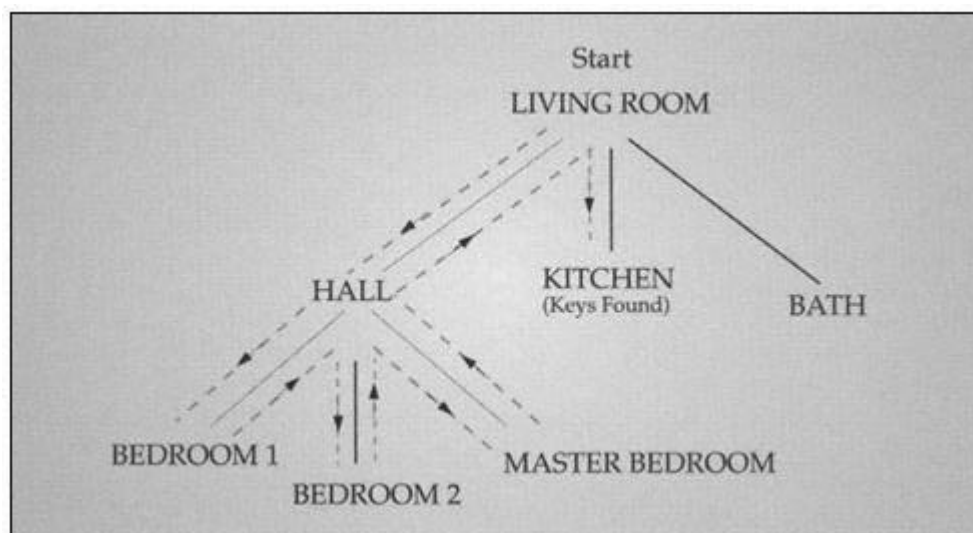 Start
LIVING ROOM
HALL
KITCHEN
(Keys Found)
BATH
BEDROOM 1
BEDROOM 2
MASTER BEDROOM